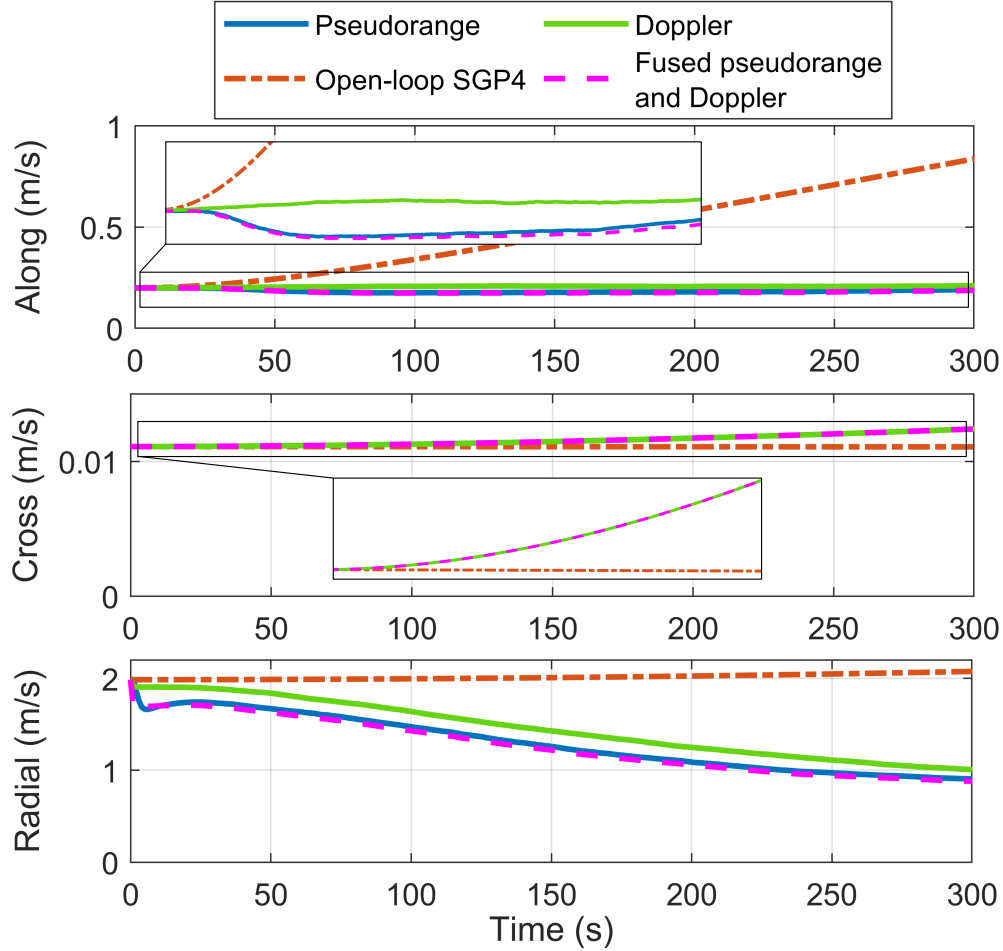 Pseudorange
Doppler
Open-loop SGP4
Fused pseudorange
and Doppler
Along (m/s)
1
0.5
0
0 50 100 150 200 250 300
Cross (m/s)
0.01
0
0 50 100 150 200 250 300
Radial (m/s)
2
1
0
0 50 100 150 200 250 300
Time (s)